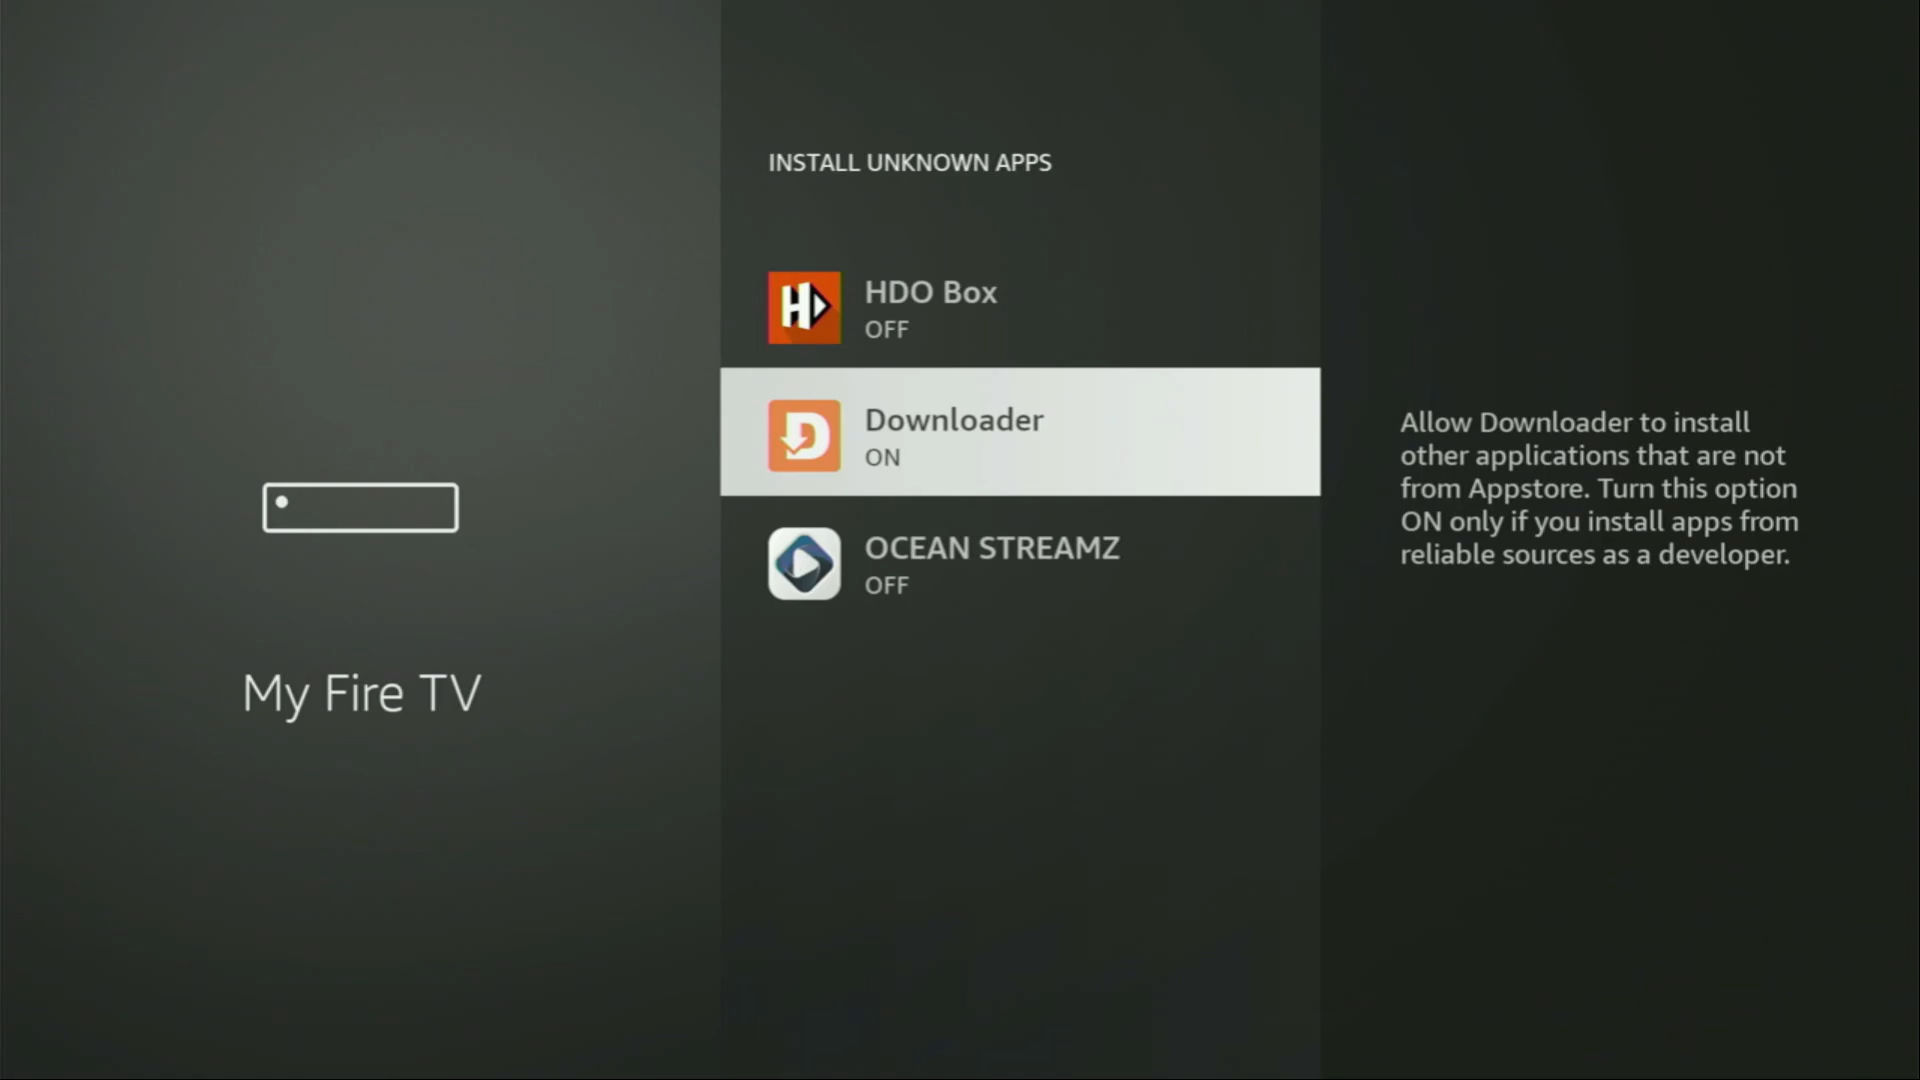 INSTALL UNKNOWN APPS
HDO Box
OFF
Downloader
ON
OCEAN STREAMZ
OFF
My Fire TV
Allow Downloader to install
other applications that are not
from Appstore. Turn this option
ON only if you install apps from
reliable sources as a developer.